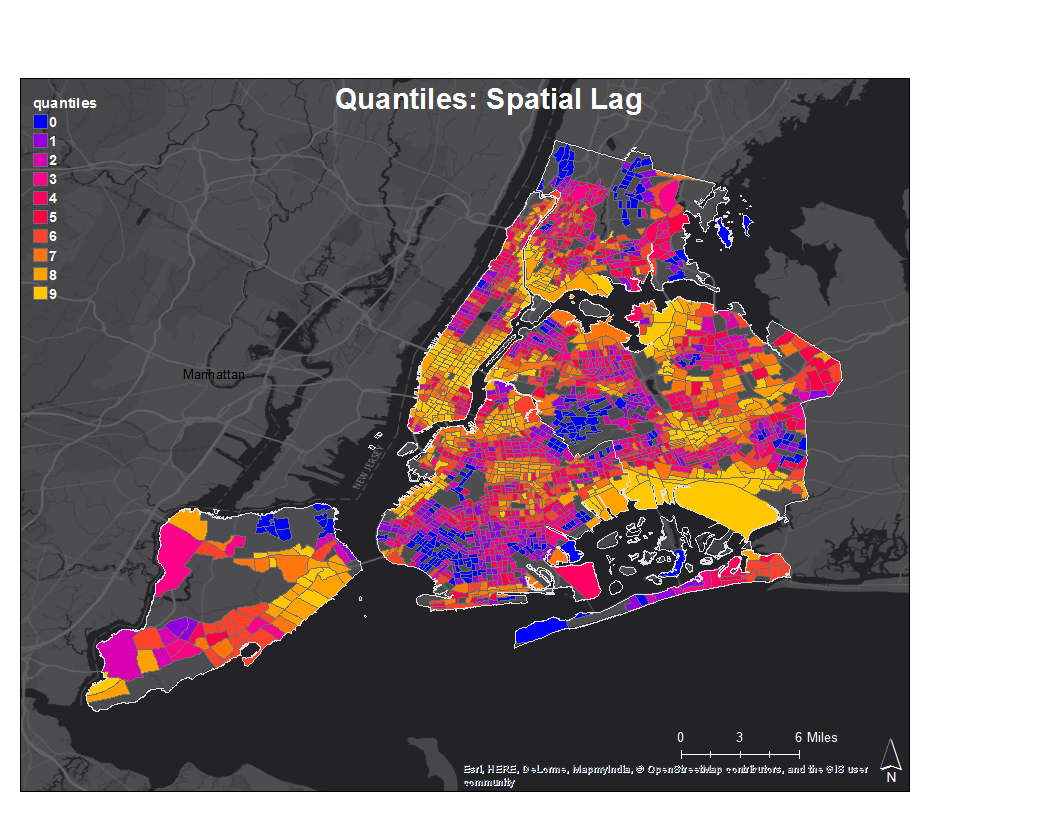 Quantiles: Spatial Lag
quantiles
0
1
2
3
4
5
6
7
8
9
Manhattan
NEW JERSEY
0 3 6 Miles
Esri, HERE, DeLorme, MapmyIndia, © OpenStreetMap contributors, and the GIS user
community
N